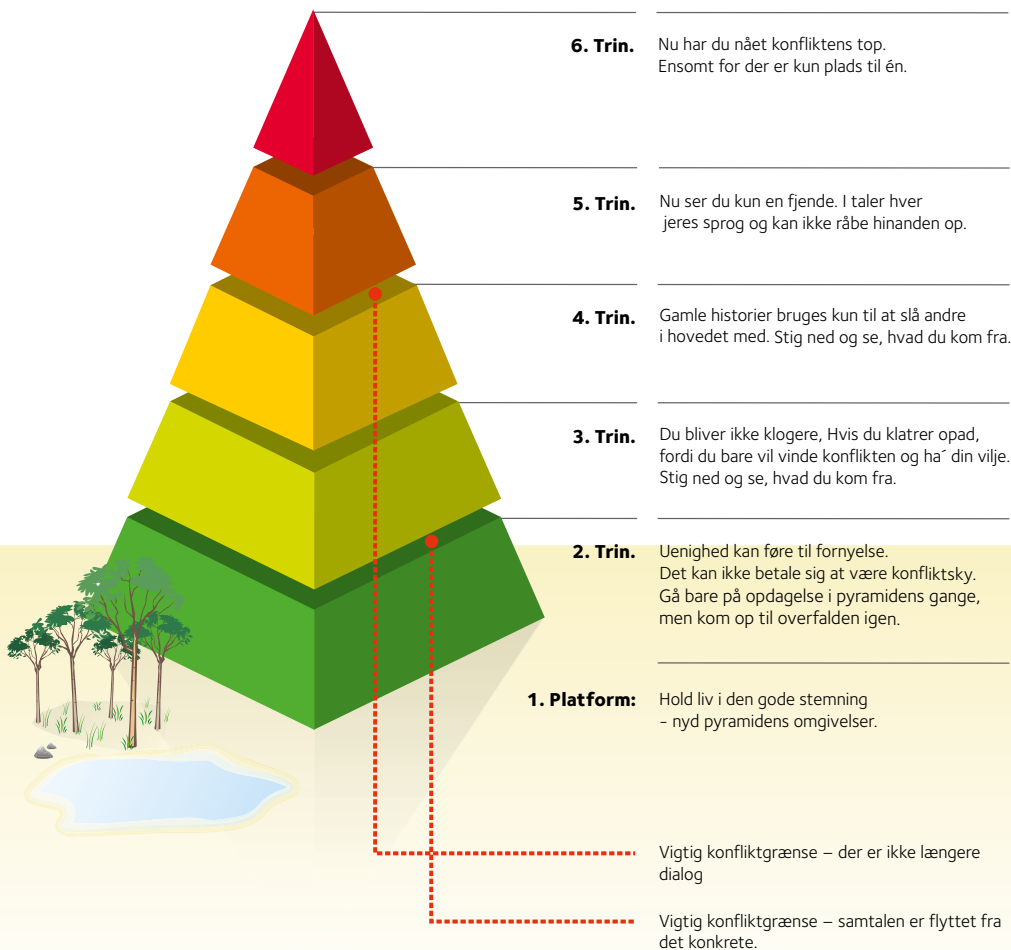 6. Trin. Nu har du nået konfliktens top.
Ensomt for der er kun plads til én.
5. Trin. Nu ser du kun en fjende. I taler hver
jeres sprog og kan ikke råbe hinanden op.
4. Trin. Gamle historier bruges kun til at slå andre
i hovedet med. Stig ned og se, hvad du kom fra.
3. Trin. Du bliver ikke klogere, Hvis du klatrer opad,
fordi du bare vil vinde konflikten og ha´ din vilje.
Stig ned og se, hvad du kom fra.
2. Trin. Uenighed kan føre til fornyelse.
Det kan ikke betale sig at være konfliktsky.
Gå bare på opdagelse i pyramidens gange,
men kom op til overfalden igen.
1. Platform: Hold liv i den gode stemning
- nyd pyramidens omgivelser.
Vigtig konfliktgrænse – der er ikke længere
dialog
Vigtig konfliktgrænse – samtalen er flyttet fra
det konkrete.